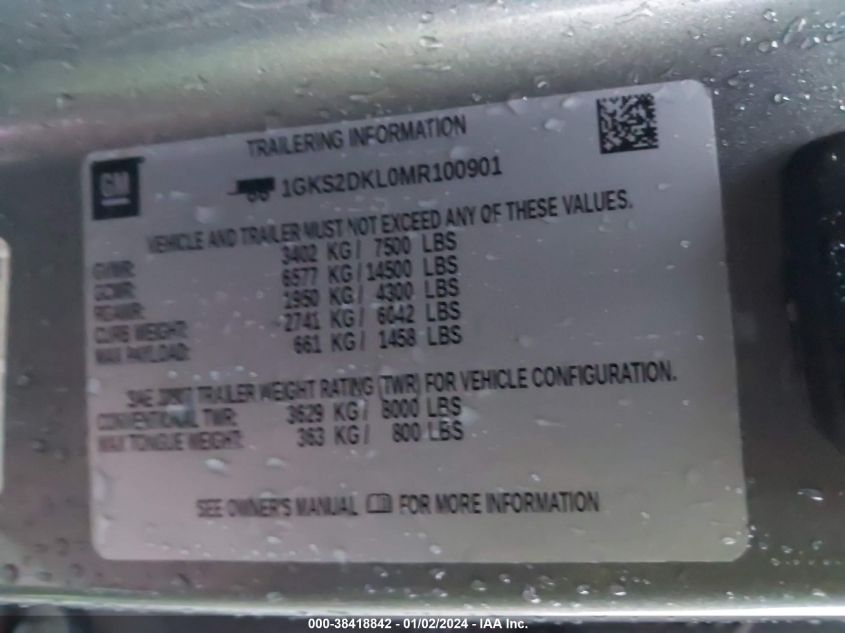 TRAILERING INFORMATION
GM
1GKS2DKL0MR100901
VEHICLE AND TRAILER MUST NOT EXCEED ANY OF THESE VALUES.
GVWR: 3402 KG / 7500 LBS
GCWR: 6577 KG / 14500 LBS
RGAWR: 1950 KG / 4300 LBS
CURB WEIGHT: 2741 KG / 6042 LBS
MAX PAYLOAD: 661 KG / 1458 LBS
SAE J2807 TRAILER WEIGHT RATING (TWR) FOR VEHICLE CONFIGURATION.
CONVENTIONAL TWR: 3629 KG / 8000 LBS
MAX TONGUE WEIGHT: 363 KG / 800 LBS
SEE OWNER'S MANUAL FOR MORE INFORMATION
000-38418842 - 01/02/2024 - IAA Inc.